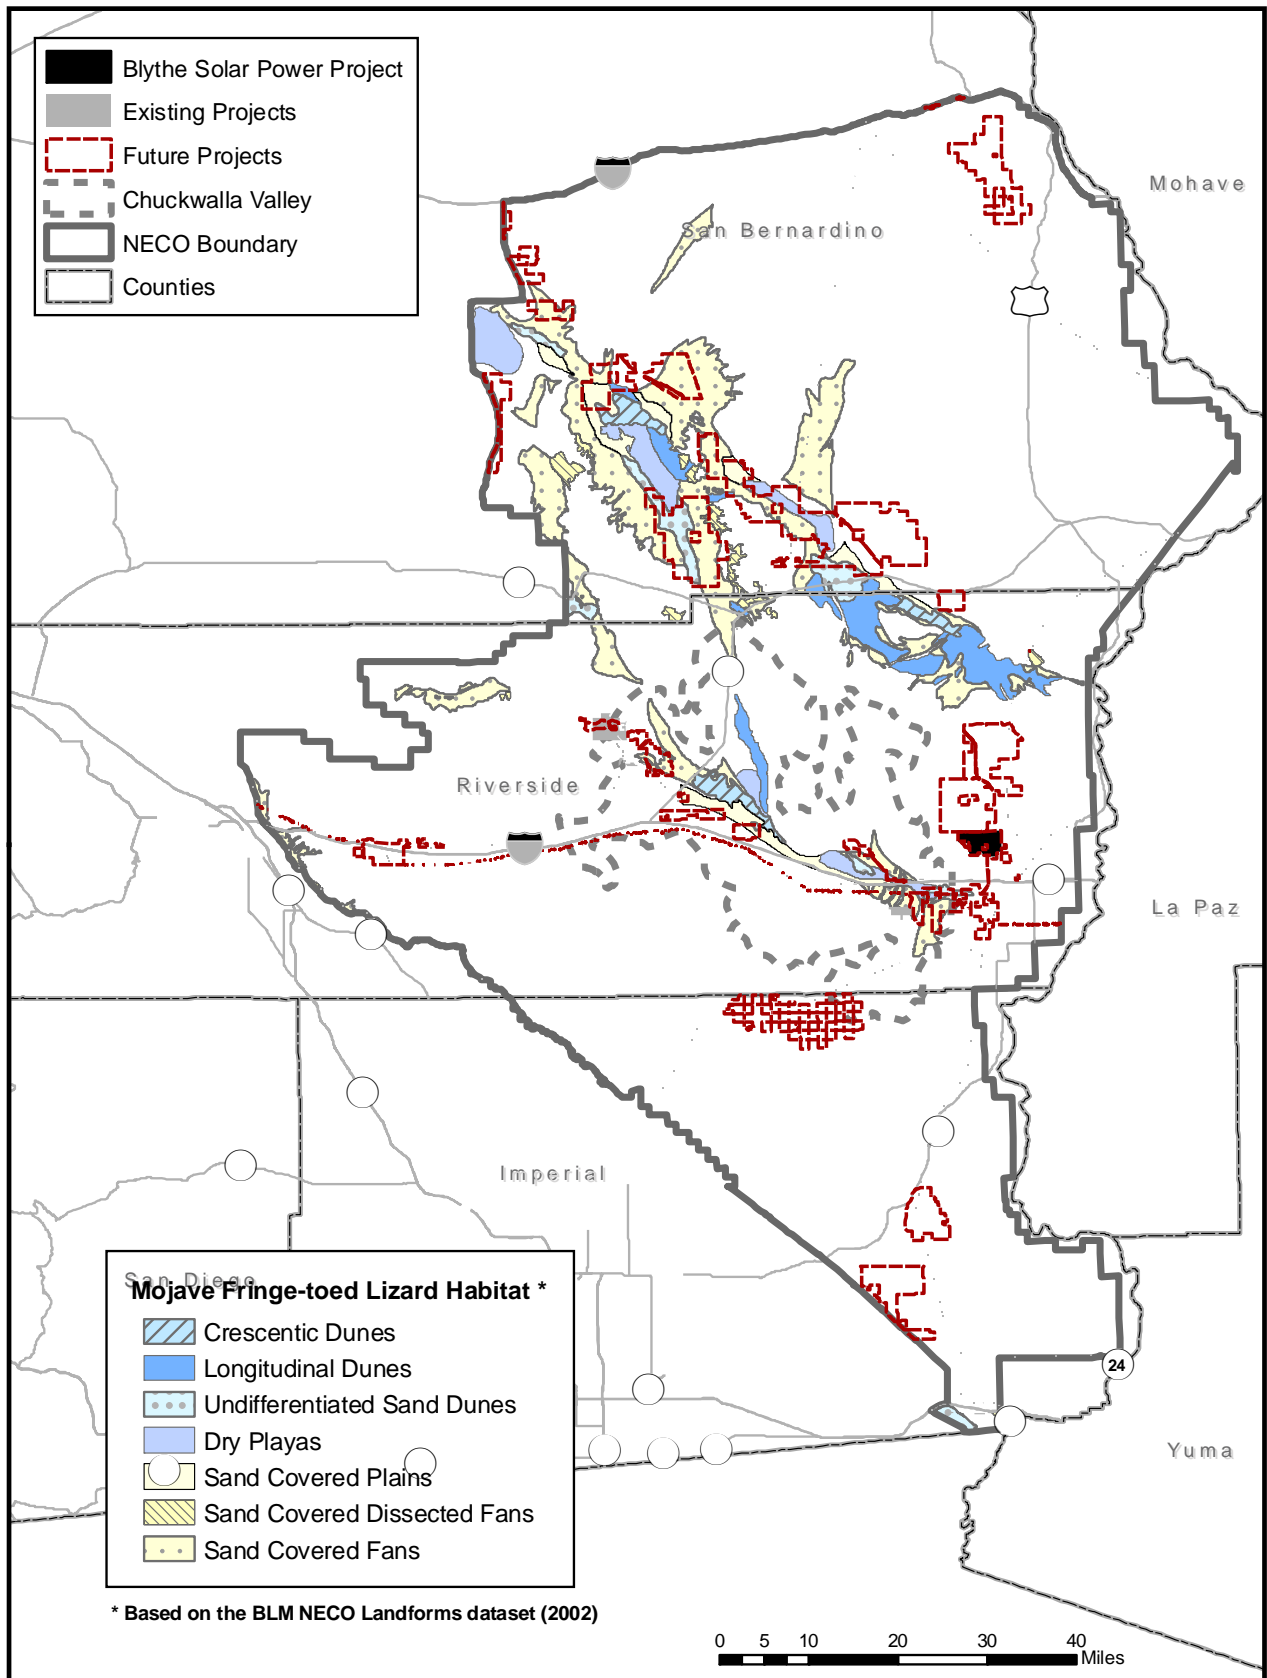 Blythe Solar Power Project
Existing Projects
Future Projects
Chuckwalla Valley
NECO Boundary
Counties
Mohave
San Bernardino
Riverside
La Paz
Imperial
San Diego
Mojave Fringe-toed Lizard Habitat *
Crescentic Dunes
Longitudinal Dunes
Undifferentiated Sand Dunes
Dry Playas
Sand Covered Plains
Sand Covered Dissected Fans
Sand Covered Fans
24
Yuma
* Based on the BLM NECO Landforms dataset (2002)
0 5 10 20 30 40
Miles